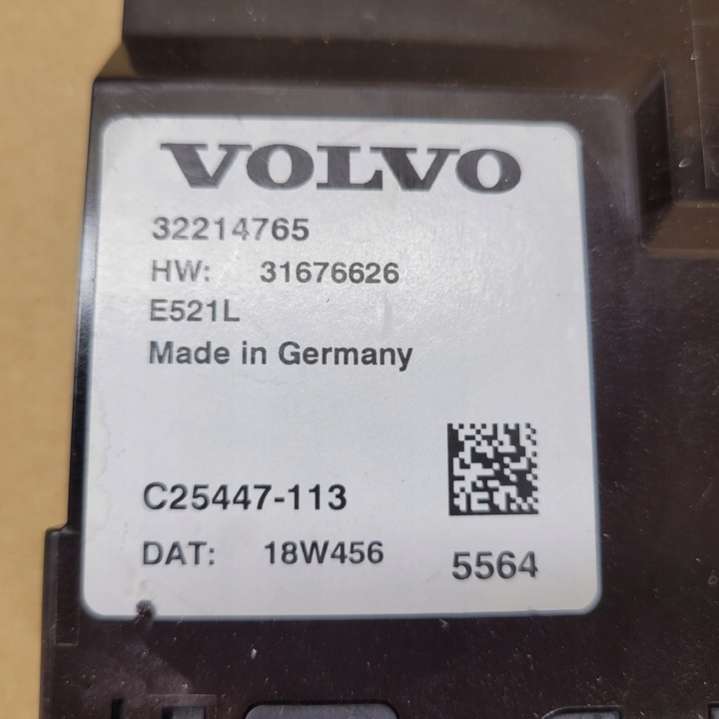 VOLVO
32214765
HW: 31676626
E521L
Made in Germany
C25447-113
DAT: 18W456
5564